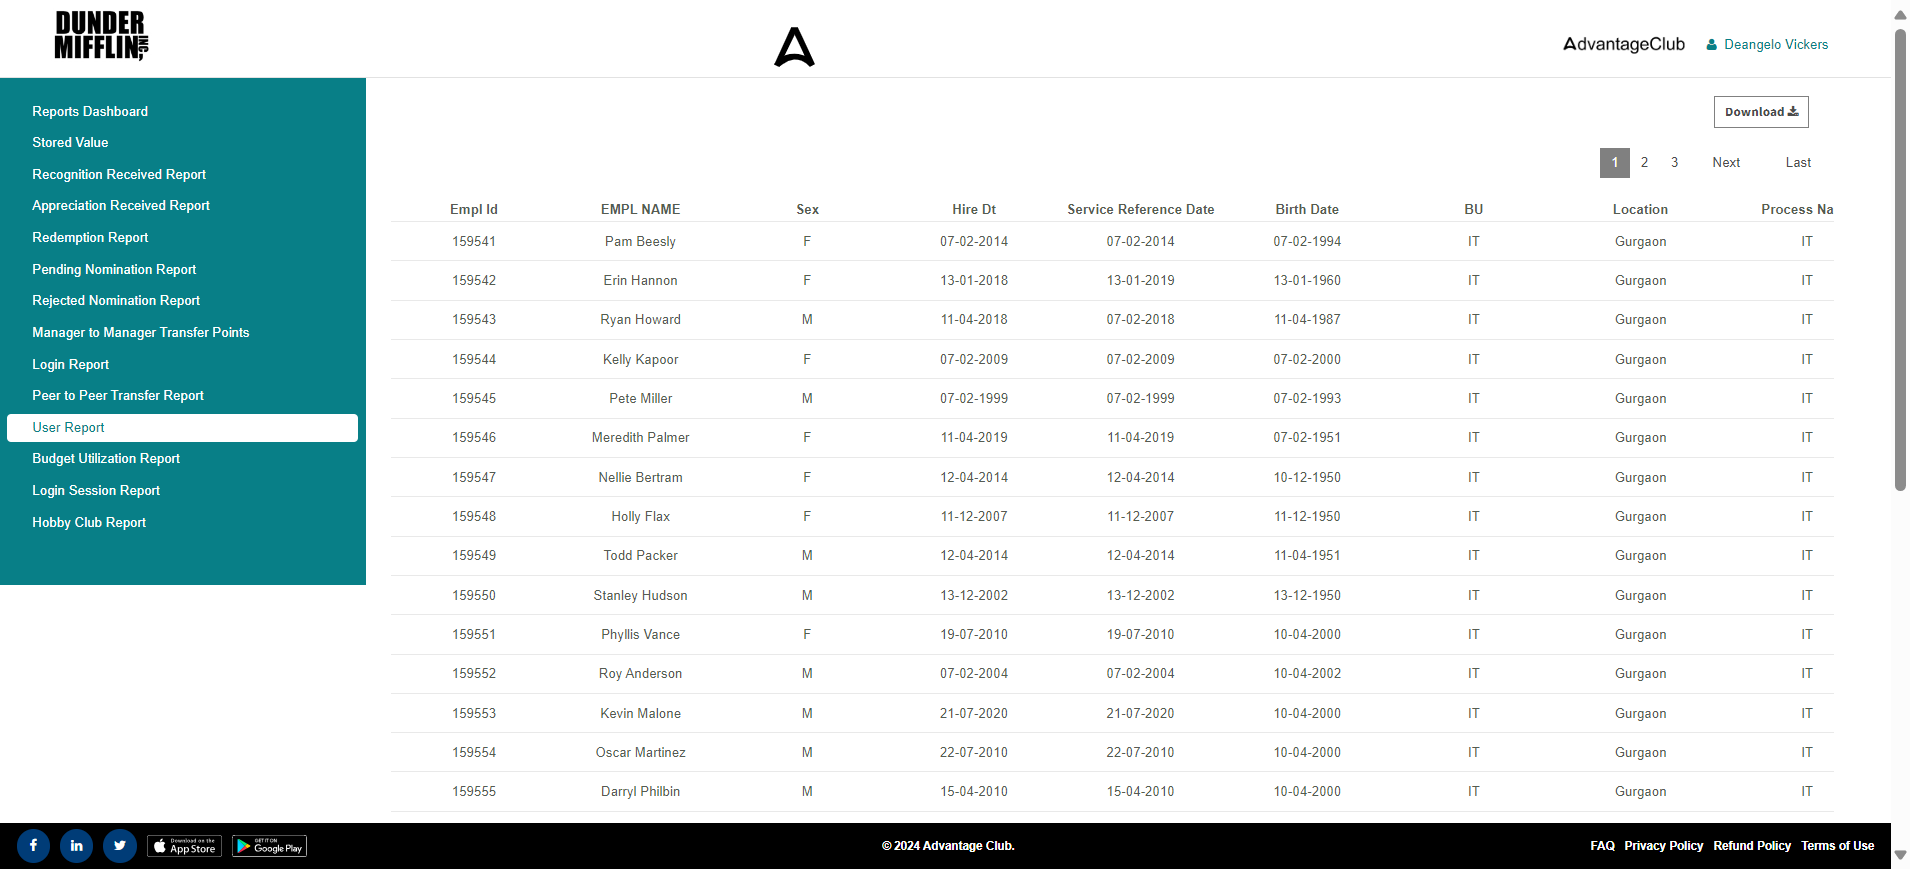 DUNDER
MIFFLIN, INC
AdvantageClub
Deangelo Vickers
Reports Dashboard
Stored Value
Recognition Received Report
Appreciation Received Report
Redemption Report
Pending Nomination Report
Rejected Nomination Report
Manager to Manager Transfer Points
Login Report
Peer to Peer Transfer Report
User Report
Budget Utilization Report
Login Session Report
Hobby Club Report
Download
1 2 3 Next Last
Empl Id EMPL NAME Sex Hire Dt Service Reference Date Birth Date BU Location Process Na
159541 Pam Beesly F 07-02-2014 07-02-2014 07-02-1994 IT Gurgaon IT
159542 Erin Hannon F 13-01-2018 13-01-2019 13-01-1960 IT Gurgaon IT
159543 Ryan Howard M 11-04-2018 07-02-2018 11-04-1987 IT Gurgaon IT
159544 Kelly Kapoor F 07-02-2009 07-02-2009 07-02-2000 IT Gurgaon IT
159545 Pete Miller M 07-02-1999 07-02-1999 07-02-1993 IT Gurgaon IT
159546 Meredith Palmer F 11-04-2019 11-04-2019 07-02-1951 IT Gurgaon IT
159547 Nellie Bertram F 12-04-2014 12-04-2014 10-12-1950 IT Gurgaon IT
159548 Holly Flax F 11-12-2007 11-12-2007 11-12-1950 IT Gurgaon IT
159549 Todd Packer M 12-04-2014 12-04-2014 11-04-1951 IT Gurgaon IT
159550 Stanley Hudson M 13-12-2002 13-12-2002 13-12-1950 IT Gurgaon IT
159551 Phyllis Vance F 19-07-2010 19-07-2010 10-04-2000 IT Gurgaon IT
159552 Roy Anderson M 07-02-2004 07-02-2004 10-04-2002 IT Gurgaon IT
159553 Kevin Malone M 21-07-2020 21-07-2020 10-04-2000 IT Gurgaon IT
159554 Oscar Martinez M 22-07-2010 22-07-2010 10-04-2000 IT Gurgaon IT
159555 Darryl Philbin M 15-04-2010 15-04-2010 10-04-2000 IT Gurgaon IT
Download on the
App Store
GET IT ON
Google Play
© 2024 Advantage Club.
FAQ Privacy Policy Refund Policy Terms of Use